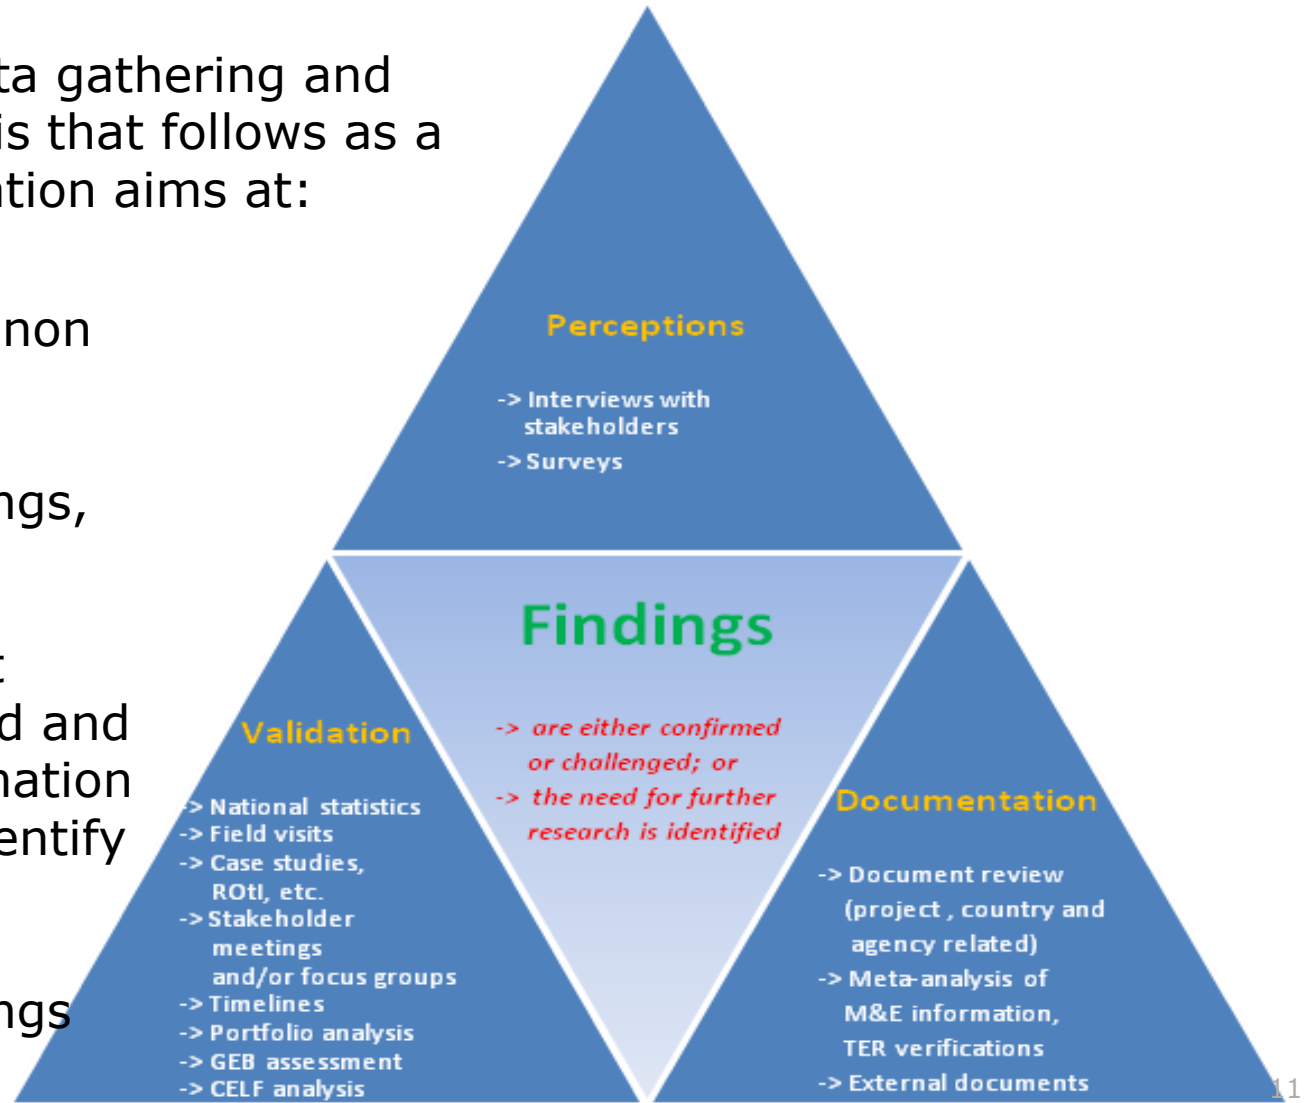 ta gathering and
is that follows as a
ation aims at:
non
ngs,
t
d and
nation
entify
ngs
Perceptions
-> Interviews with
stakeholders
-> Surveys
Findings
-> are either confirmed
or challenged; or
-> the need for further
research is identified
Validation
-> National statistics
-> Field visits
-> Case studies,
ROtI, etc.
-> Stakeholder
meetings
and/or focus groups
-> Timelines
-> Portfolio analysis
-> GEB assessment
-> CELF analysis
Documentation
-> Document review
(project , country and
agency related)
-> Meta-analysis of
M&E information,
TER verifications
-> External documents
11